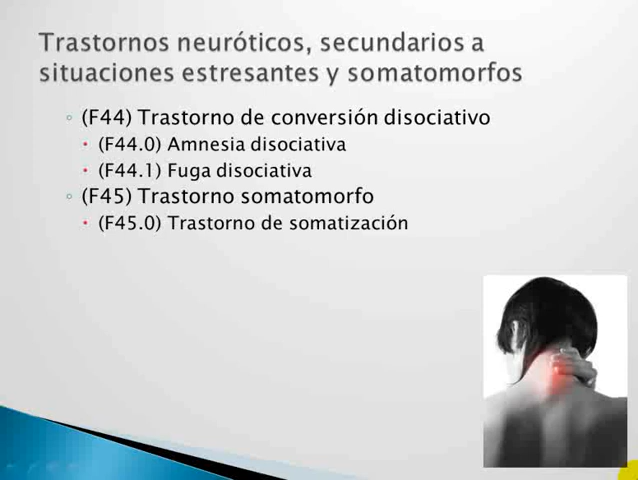 Trastornos neuróticos, secundarios a
situaciones estresantes y somatomorfos
(F44) Trastorno de conversión disociativo
(F44.0) Amnesia disociativa
(F44.1) Fuga disociativa
(F45) Trastorno somatomorfo
(F45.0) Trastorno de somatización